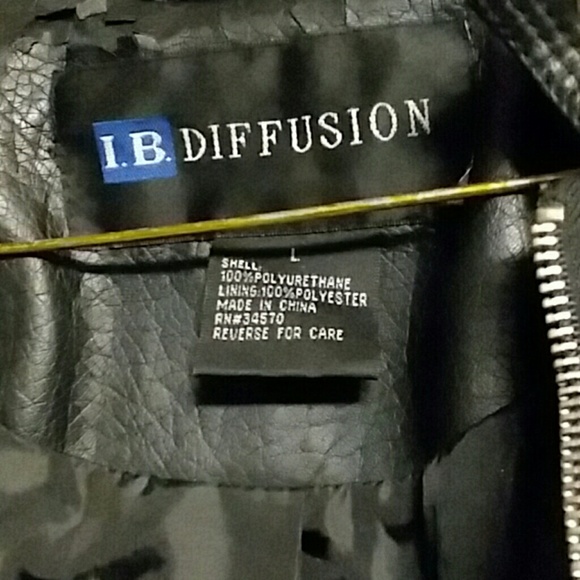 I.B. DIFFUSION
L
SHELL:
100%POLYURETHANE
LINING:100%POLYESTER
MADE IN CHINA
RN#34570
REVERSE FOR CARE